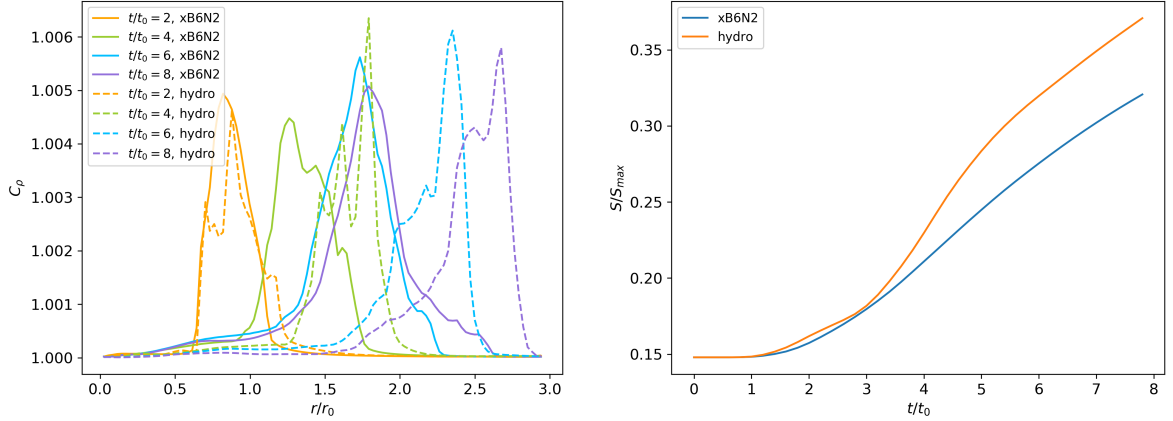 t/t₀ = 2, xB6N2
t/t₀ = 4, xB6N2
t/t₀ = 6, xB6N2
t/t₀ = 8, xB6N2
t/t₀ = 2, hydro
t/t₀ = 4, hydro
t/t₀ = 6, hydro
t/t₀ = 8, hydro
1.006
1.005
1.004
1.003
1.002
1.001
1.000
C_ρ
0.0 0.5 1.0 1.5 2.0 2.5 3.0
r/r₀
xB6N2
hydro
0.35
0.30
0.25
0.20
0.15
S/S_max
0 1 2 3 4 5 6 7 8
t/t₀